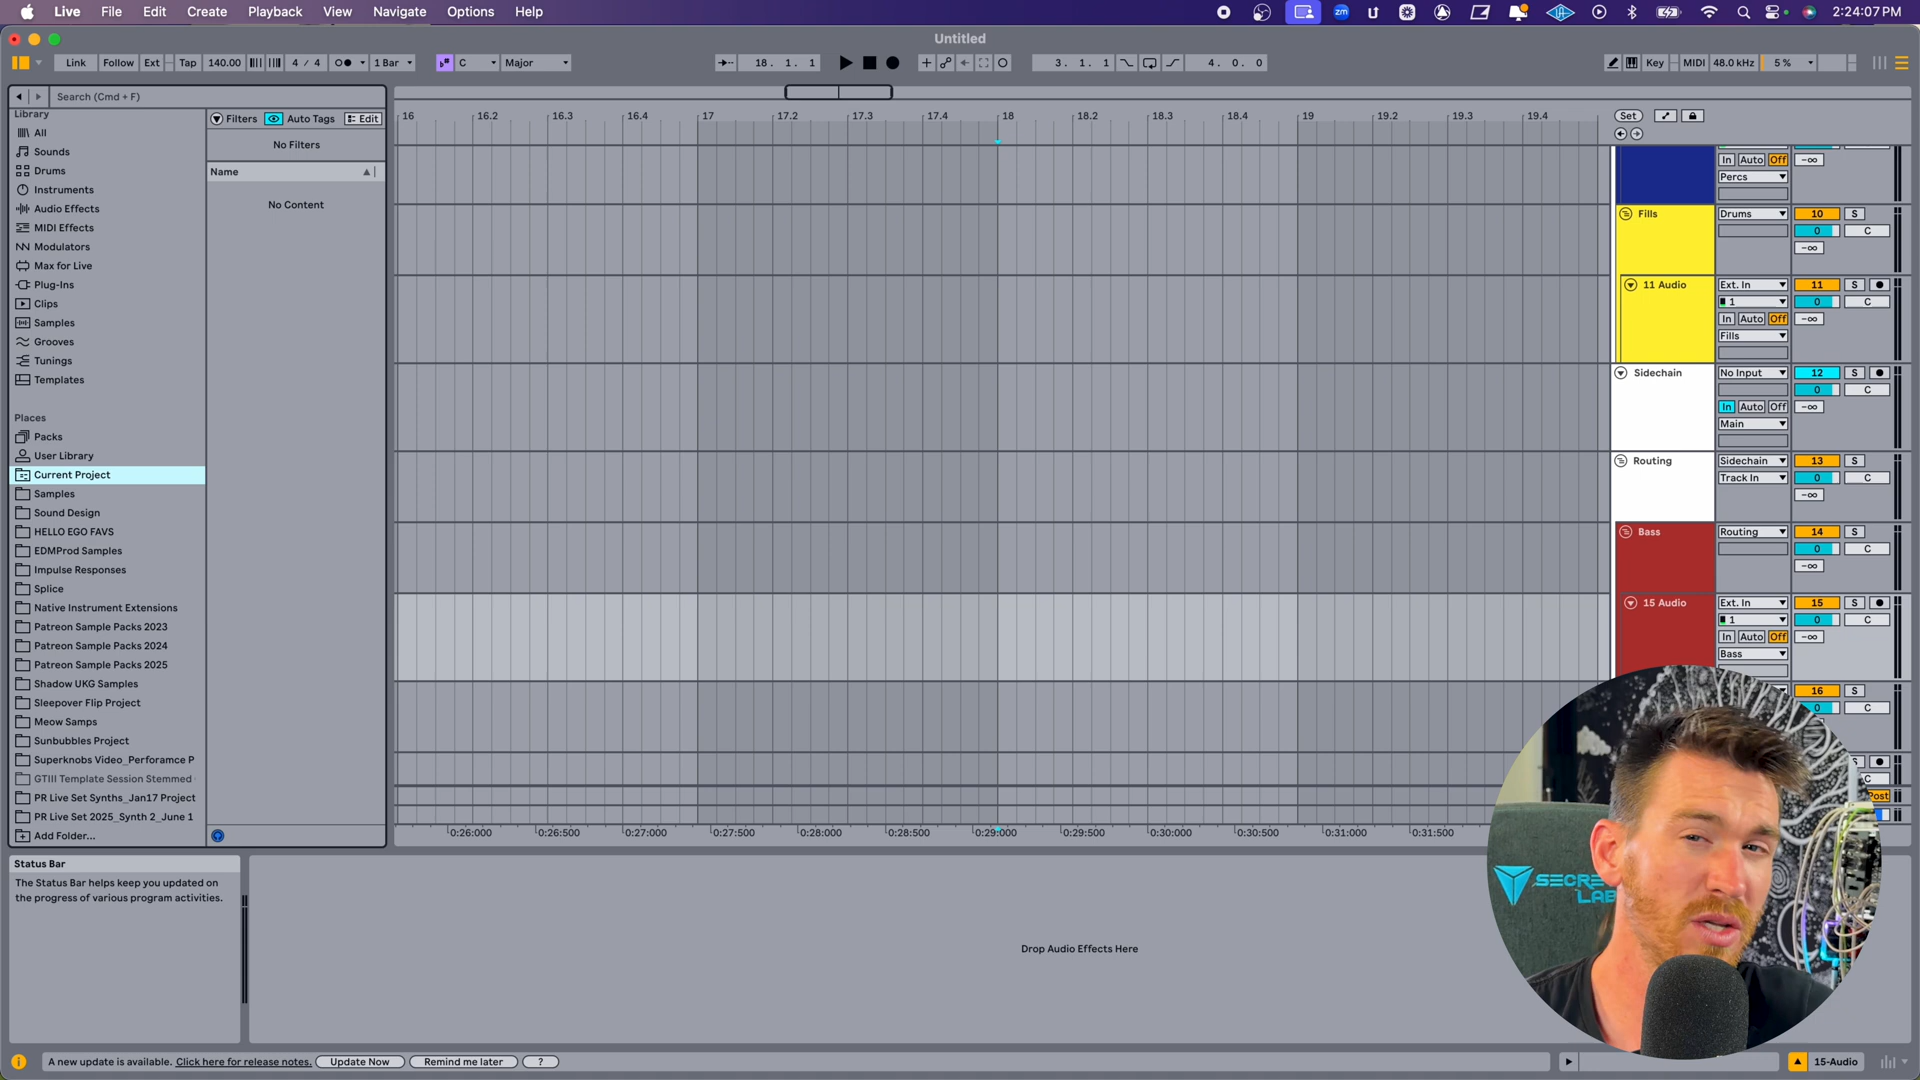 Live File Edit Create Playback View Navigate Options Help 2:24:07 PM
Untitled
Link Follow Ext Tap 140.00 4 / 4 1 Bar C Major 18. 1. 1 3. 1. 1 4. 0. 0 Key MIDI 48.0 kHz 5 %
Search (Cmd + F)
Library
All
Sounds
Drums
Instruments
Audio Effects
MIDI Effects
Modulators
Max for Live
Plug-Ins
Clips
Samples
Grooves
Tunings
Templates
Places
Packs
User Library
Current Project
Samples
Sound Design
HELLO EGO FAVS
EDMProd Samples
Impulse Responses
Splice
Native Instrument Extensions
Patreon Sample Packs 2023
Patreon Sample Packs 2024
Patreon Sample Packs 2025
Shadow UKG Samples
Sleepover Flip Project
Meow Samps
Sunbubbles Project
Superknobs Video_Perforamce P
GTIII Template Session Stemmed
PR Live Set Synths_Jan17 Project
PR Live Set 2025_Synth 2_June 1
Add Folder...
Filters Auto Tags Edit
No Filters
Name
No Content
16 16.2 16.3 16.4 17 17.2 17.3 17.4 18 18.2 18.3 18.4 19 19.2 19.3 19.4
Set
In Auto Off -∞
Percs
Fills Drums 10 S
0 C
-∞
11 Audio Ext. In 11 S
1 0 C
In Auto Off -∞
Fills
Sidechain No Input 12 S
0 C
In Auto Off -∞
Main
Routing Sidechain 13 S
Track In 0 C
-∞
Bass Routing 14 S
0 C
-∞
15 Audio Ext. In 15 S
1 0 C
In Auto Off -∞
Bass
16 S
0 C
C
Post
0:26:000 0:26:500 0:27:000 0:27:500 0:28:000 0:28:500 0:29:000 0:29:500 0:30:000 0:30:500 0:31:000 0:31:500
Status Bar
The Status Bar helps keep you updated on
the progress of various program activities.
Drop Audio Effects Here
SECRE
LAB
A new update is available. Click here for release notes. Update Now Remind me later ? 15-Audio